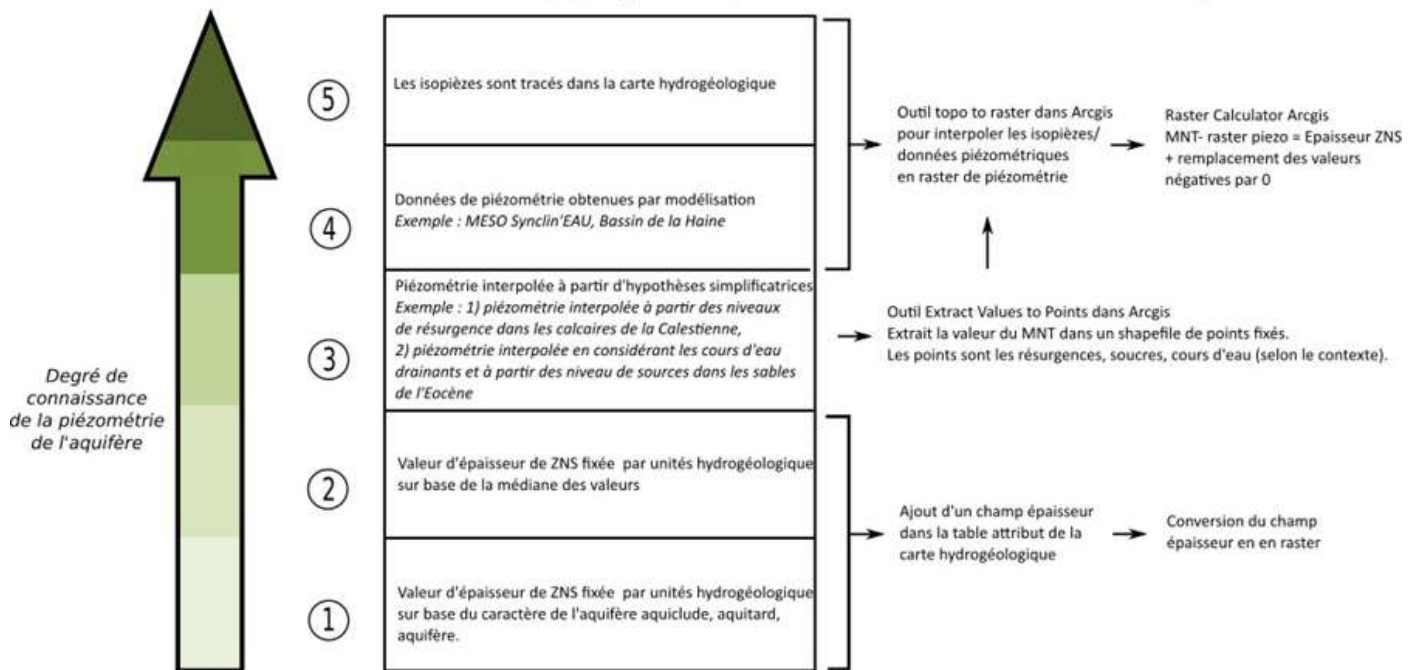 5
Les isopièzes sont tracés dans la carte hydrogéologique
4
Données de piézométrie obtenues par modélisation
Exemple : MESO Synclin'EAU, Bassin de la Haine
Outil topo to raster dans Arcgis
pour interpoler les isopièzes/
données piézométriques
en raster de piézométrie
Raster Calculator Arcgis
MNT- raster piezo = Epaisseur ZNS
+ remplacement des valeurs
négatives par 0
3
Piézométrie interpolée à partir d'hypothèses simplificatrices
Exemple : 1) piézométrie interpolée à partir des niveaux
de résurgence dans les calcaires de la Calestienne,
2) piézométrie interpolée en considérant les cours d'eau
drainants et à partir des niveau de sources dans les sables
de l'Eocène
Outil Extract Values to Points dans Arcgis
Extrait la valeur du MNT dans un shapefile de points fixés.
Les points sont les résurgences, soucres, cours d'eau (selon le contexte).
Degré de
connaissance
de la piézométrie
de l'aquifère
2
Valeur d'épaisseur de ZNS fixée par unités hydrogéologique
sur base de la médiane des valeurs
1
Valeur d'épaisseur de ZNS fixée par unités hydrogéologique
sur base du caractère de l'aquifère aquiclude, aquitard,
aquifère.
Ajout d'un champ épaisseur
dans la table attribut de la
carte hydrogéologique
Conversion du champ
épaisseur en en raster